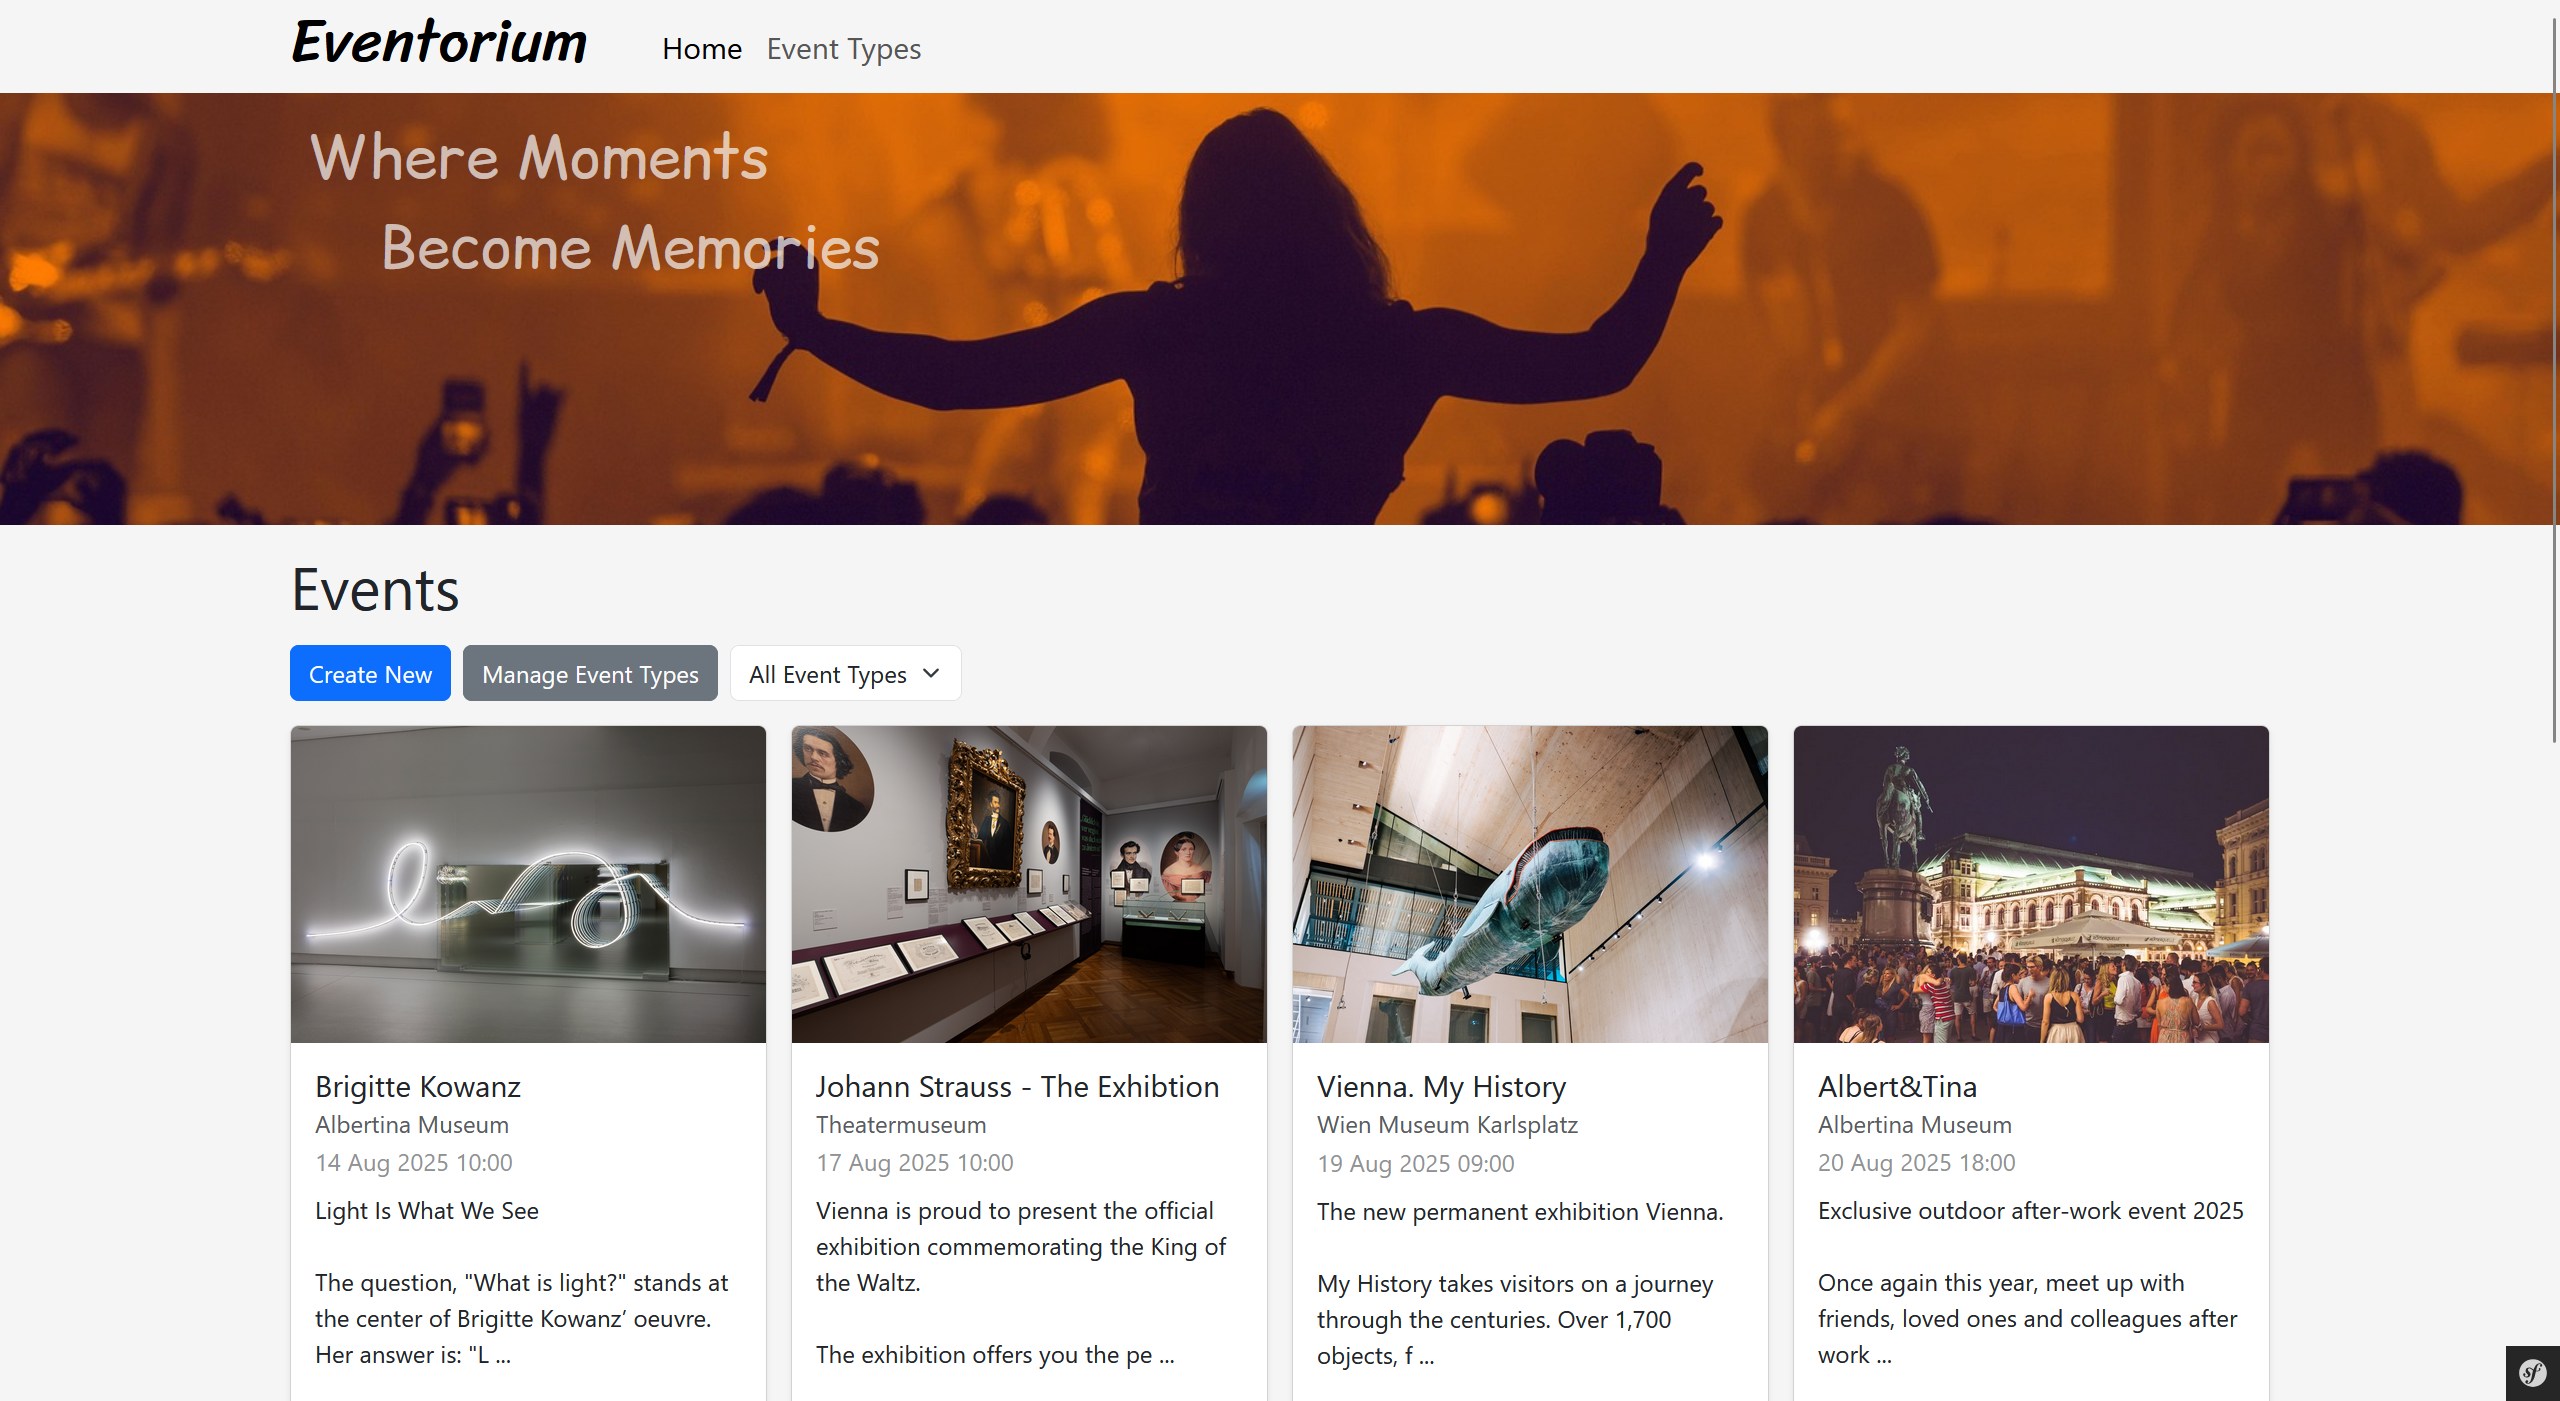 Eventorium
Home Event Types
Where Moments
Become Memories
Events
Create New
Manage Event Types
All Event Types
Brigitte Kowanz
Albertina Museum
14 Aug 2025 10:00
Light Is What We See
The question, "What is light?" stands at
the center of Brigitte Kowanz’ oeuvre.
Her answer is: "L ...
Johann Strauss - The Exhibtion
Theatermuseum
17 Aug 2025 10:00
Vienna is proud to present the official
exhibition commemorating the King of
the Waltz.
The exhibition offers you the pe ...
Vienna. My History
Wien Museum Karlsplatz
19 Aug 2025 09:00
The new permanent exhibition Vienna.
My History takes visitors on a journey
through the centuries. Over 1,700
objects, f ...
Albert&Tina
Albertina Museum
20 Aug 2025 18:00
Exclusive outdoor after-work event 2025
Once again this year, meet up with
friends, loved ones and colleagues after
work ...
sf